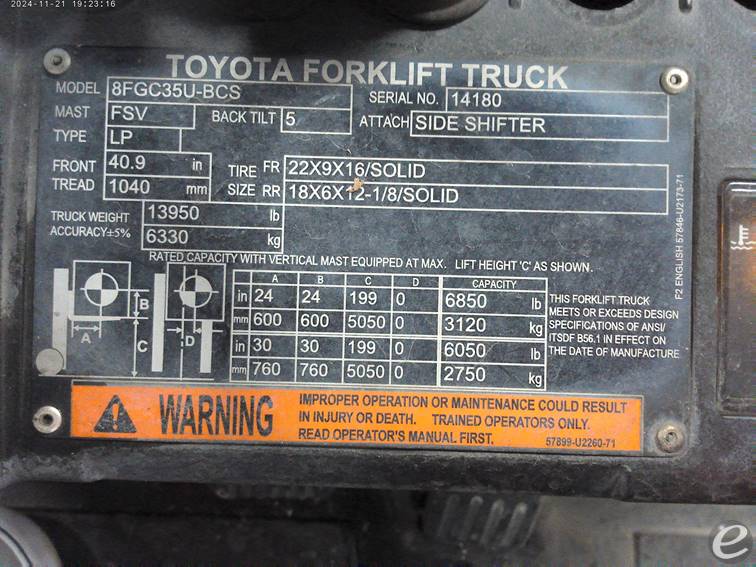 2024-11-21 19:23:16
TOYOTA FORKLIFT TRUCK
MODEL 8FGC35U-BCS SERIAL NO. 14180
MAST FSV BACK TILT 5 ATTACH SIDE SHIFTER
TYPE LP
FRONT TREAD 40.9 in
1040 mm
TIRE SIZE FR 22X9X16/SOLID
RR 18X6X12-1/8/SOLID
TRUCK WEIGHT 13950 lb
ACCURACY±5% 6330 kg
RATED CAPACITY WITH VERTICAL MAST EQUIPPED AT MAX. LIFT HEIGHT 'C' AS SHOWN.
A B C D CAPACITY
in 24 24 199 0 6850 lb
mm 600 600 5050 0 3120 kg
in 30 30 199 0 6050 lb
mm 760 760 5050 0 2750 kg
B
A
C
D
THIS FORKLIFT TRUCK
MEETS OR EXCEEDS DESIGN
SPECIFICATIONS OF ANSI/
ITSDF B56.1 IN EFFECT ON
THE DATE OF MANUFACTURE
F2 ENGLISH 57846-U2173-71
WARNING
IMPROPER OPERATION OR MAINTENANCE COULD RESULT
IN INJURY OR DEATH. TRAINED OPERATORS ONLY.
READ OPERATOR'S MANUAL FIRST. 57899-U2260-71
e